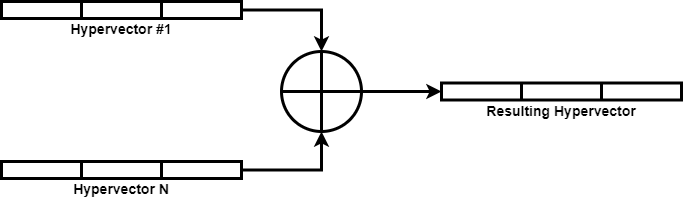 Hypervector #1
Resulting Hypervector
Hypervector N